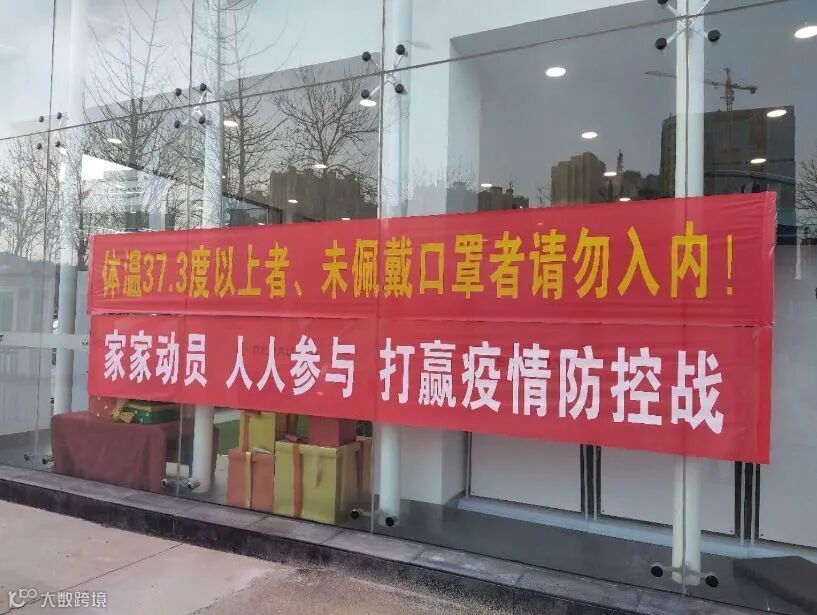 体温37.3度以上者、未佩戴口罩者请勿入内！
家家动员 人人参与 打赢疫情防控战
大数跨境